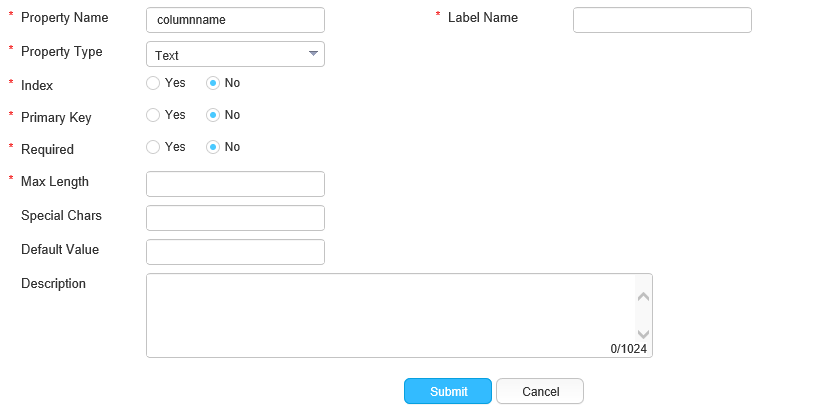 * Property Name columnname * Label Name
* Property Type Text
* Index Yes No
* Primary Key Yes No
* Required Yes No
* Max Length
Special Chars
Default Value
Description
0/1024
Submit Cancel